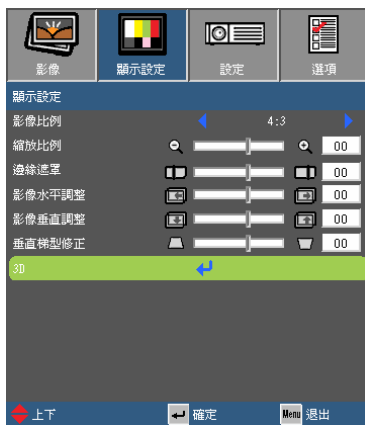 影像 顯示設定 設定 選項
顯示設定
影像比例 4:3
縮放比例 00
邊緣遮罩 00
影像水平調整 00
影像垂直調整 00
垂直梯型修正 00
3D
上下 確定 Menu 退出